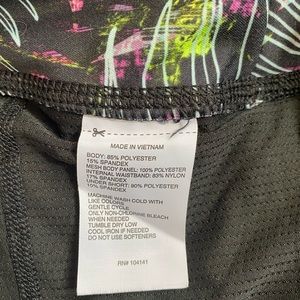 MADE IN VIETNAM
BODY: 85% POLYESTER
15% SPANDEX
MESH BODY PANEL: 100% POLYESTER
INTERNAL WAISTBAND: 83% NYLON
17% SPANDEX
UNDER SHORT: 90% POLYESTER
10% SPANDEX
MACHINE WASH COLD WITH
LIKE COLORS
GENTLE CYCLE
ONLY NON-CHLORINE BLEACH
WHEN NEEDED
TUMBLE DRY LOW
COOL IRON IF NEEDED
DO NOT USE SOFTENERS
RN# 104141